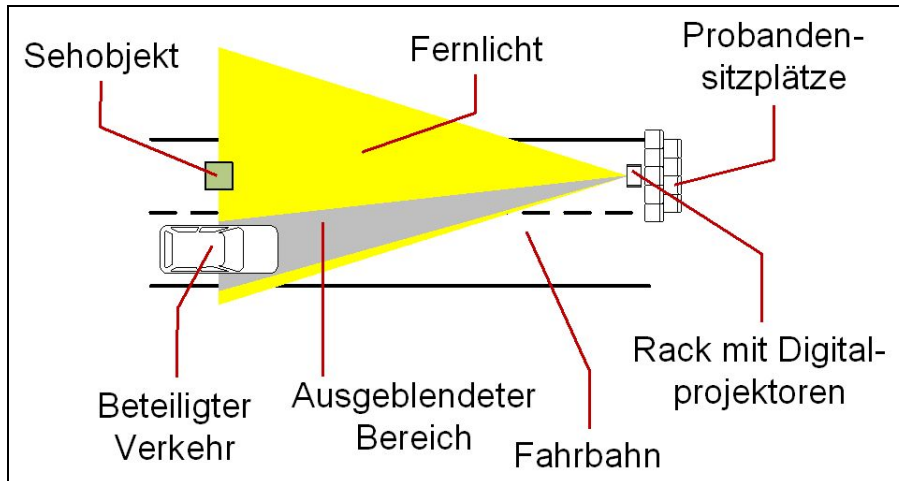 Sehobjekt
Fernlicht
Probanden-
sitzplätze
Beteiligter
Verkehr
Ausgeblendeter
Bereich
Fahrbahn
Rack mit Digital-
projektoren